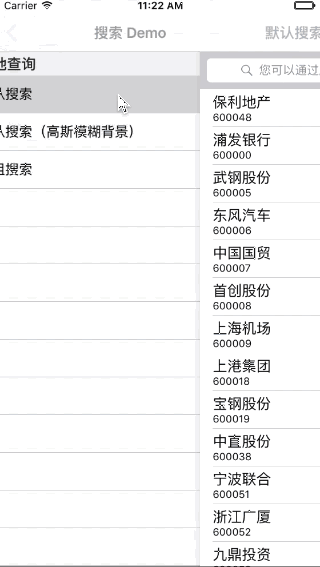 Carrier 11:22 AM
搜索 Demo 默认搜索
地查询
认搜索
认搜索（高斯模糊背景）
组搜索
您可以通过
保利地产
600048
浦发银行
600000
武钢股份
600005
东风汽车
600006
中国国贸
600007
首创股份
600008
上海机场
600009
上港集团
600018
宝钢股份
600019
中直股份
600038
宁波联合
600051
浙江广厦
600052
九鼎投资